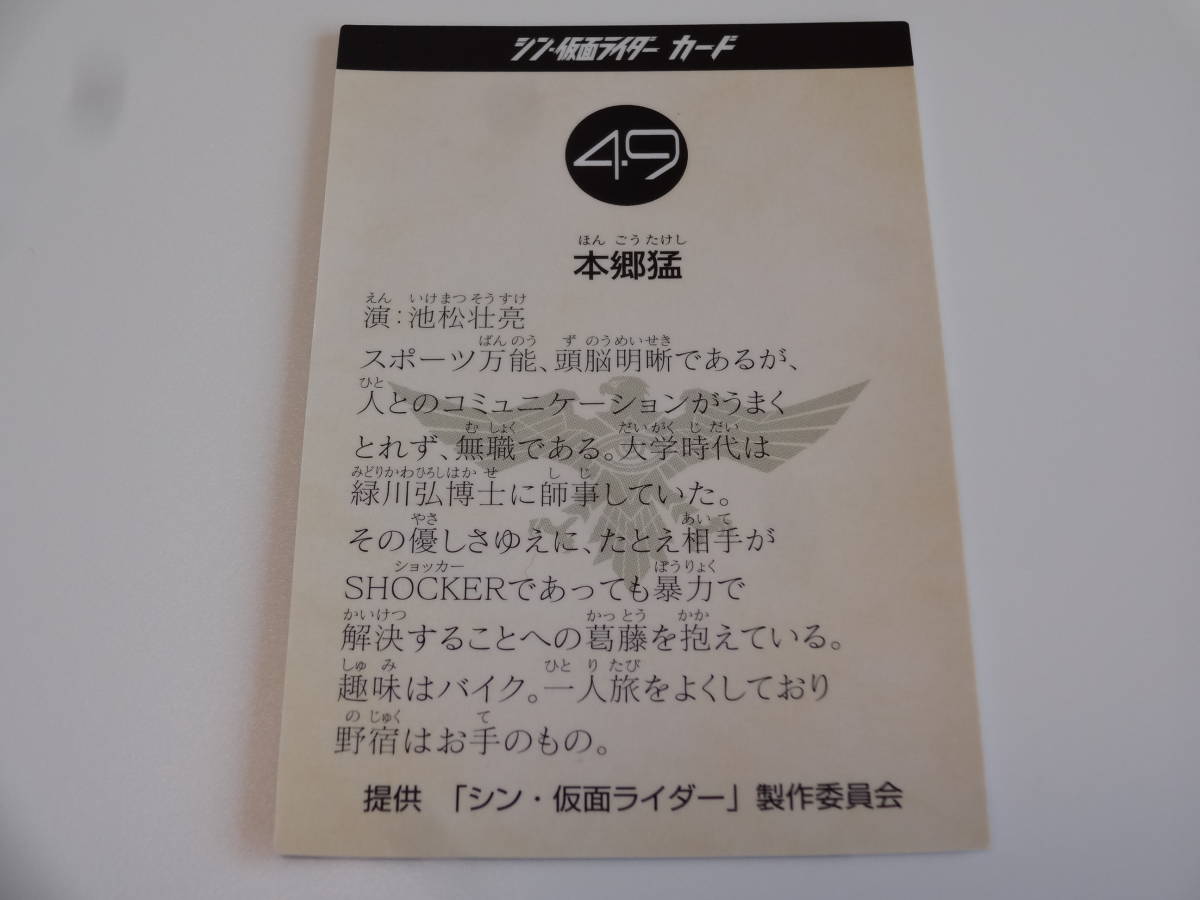 シン・仮面ライダー カード
49
ほん ごう たけし
本郷猛
えん いけまつ そうすけ
演：池松壮亮
ばんのう ず のうめいせき
スポーツ万能、頭脳明晰であるが、
ひと
人とのコミュニケーションがうまく
む しょく だいがく じ だい
とれず、無職である。大学時代は
みどりかわひろしはか せ し じ
緑川弘博士に師事していた。
やさ あい て
その優しさゆえに、たとえ相手が
ショッカー ぼうりょく
SHOCKERであっても暴力で
かいけつ かっとう かか
解決することへの葛藤を抱えている。
しゅ み ひと り たび
趣味はバイク。一人旅をよくしており
の じゅく て
野宿はお手のもの。
提供 「シン・仮面ライダー」製作委員会